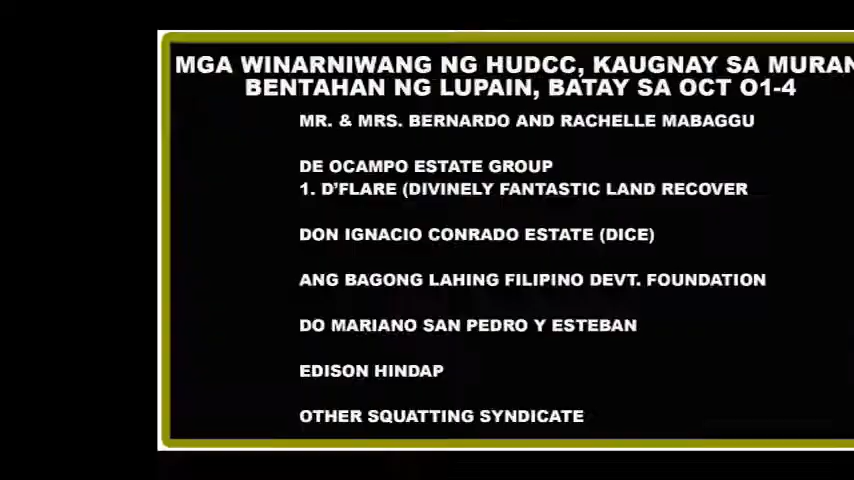 MGA WINARNIWANG NG HUDCC, KAUGNAY SA MURAN
BENTAHAN NG LUPAIN, BATAY SA OCT O1-4
MR. & MRS. BERNARDO AND RACHELLE MABAGGU
DE OCAMPO ESTATE GROUP
1. D'FLARE (DIVINELY FANTASTIC LAND RECOVER
DON IGNACIO CONRADO ESTATE (DICE)
ANG BAGONG LAHING FILIPINO DEVT. FOUNDATION
DO MARIANO SAN PEDRO Y ESTEBAN
EDISON HINDAP
OTHER SQUATTING SYNDICATE